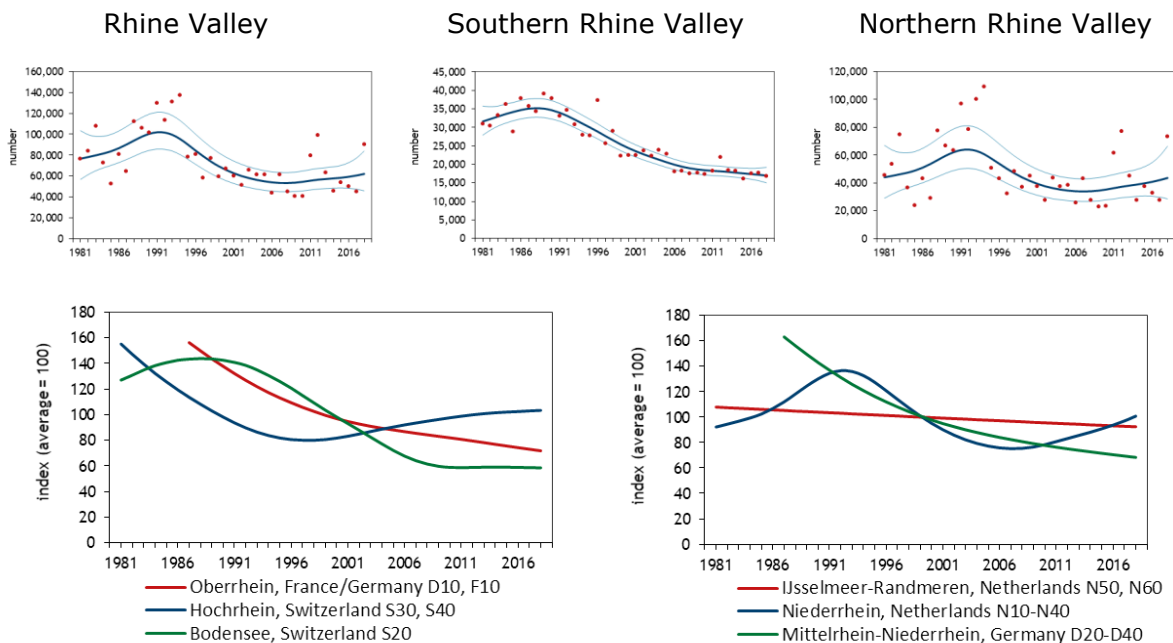 Rhine Valley
Southern Rhine Valley
Northern Rhine Valley
number
160,000
140,000
120,000
100,000
80,000
60,000
40,000
20,000
0
1981 1986 1991 1996 2001 2006 2011 2016
number
45,000
40,000
35,000
30,000
25,000
20,000
15,000
10,000
5,000
0
1981 1986 1991 1996 2001 2006 2011 2016
number
120,000
100,000
80,000
60,000
40,000
20,000
0
1981 1986 1991 1996 2001 2006 2011 2016
index (average = 100)
180
160
140
120
100
80
60
40
20
0
1981 1986 1991 1996 2001 2006 2011 2016
Oberrhein, France/Germany D10, F10
Hochrhein, Switzerland S30, S40
Bodensee, Switzerland S20
index (average = 100)
180
160
140
120
100
80
60
40
20
0
1981 1986 1991 1996 2001 2006 2011 2016
IJsselmeer-Randmeren, Netherlands N50, N60
Niederrhein, Netherlands N10-N40
Mittelrhein-Niederrhein, Germany D20-D40